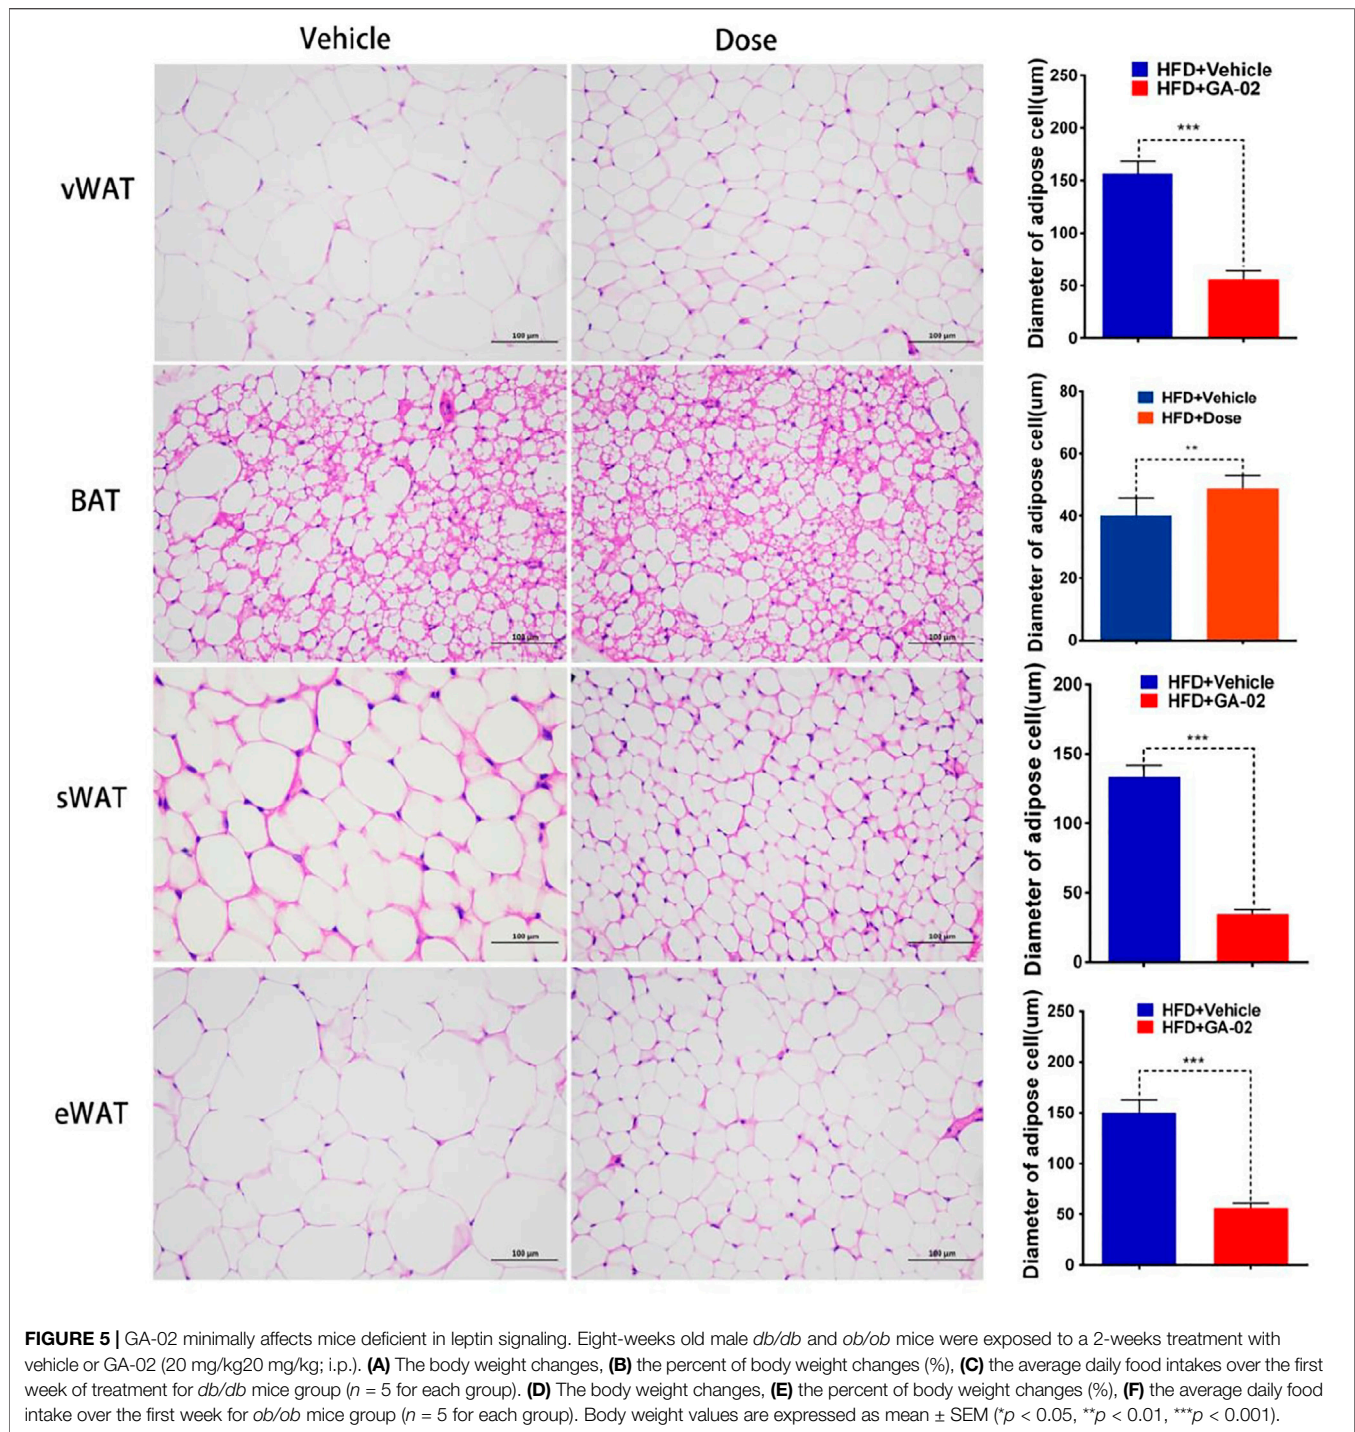 Vehicle
Dose
vWAT
100 µm
100 µm
Diameter of adipose cell(um)
250
200
150
100
50
0
HFD+Vehicle
HFD+GA-02
***
BAT
100 µm
100 µm
Diameter of adipose cell(um)
80
60
40
20
0
HFD+Vehicle
HFD+Dose
**
sWAT
100 µm
100 µm
Diameter of adipose cell(um)
200
150
100
50
0
HFD+Vehicle
HFD+GA-02
***
eWAT
100 µm
100 µm
Diameter of adipose cell(um)
250
200
150
100
50
0
HFD+Vehicle
HFD+GA-02
***
FIGURE 5 | GA-02 minimally affects mice deficient in leptin signaling. Eight-weeks old male db/db and ob/ob mice were exposed to a 2-weeks treatment with
vehicle or GA-02 (20 mg/kg20 mg/kg; i.p.). (A) The body weight changes, (B) the percent of body weight changes (%), (C) the average daily food intakes over the first
week of treatment for db/db mice group (n = 5 for each group). (D) The body weight changes, (E) the percent of body weight changes (%), (F) the average daily food
intake over the first week for ob/ob mice group (n = 5 for each group). Body weight values are expressed as mean ± SEM (*p < 0.05, **p < 0.01, ***p < 0.001).